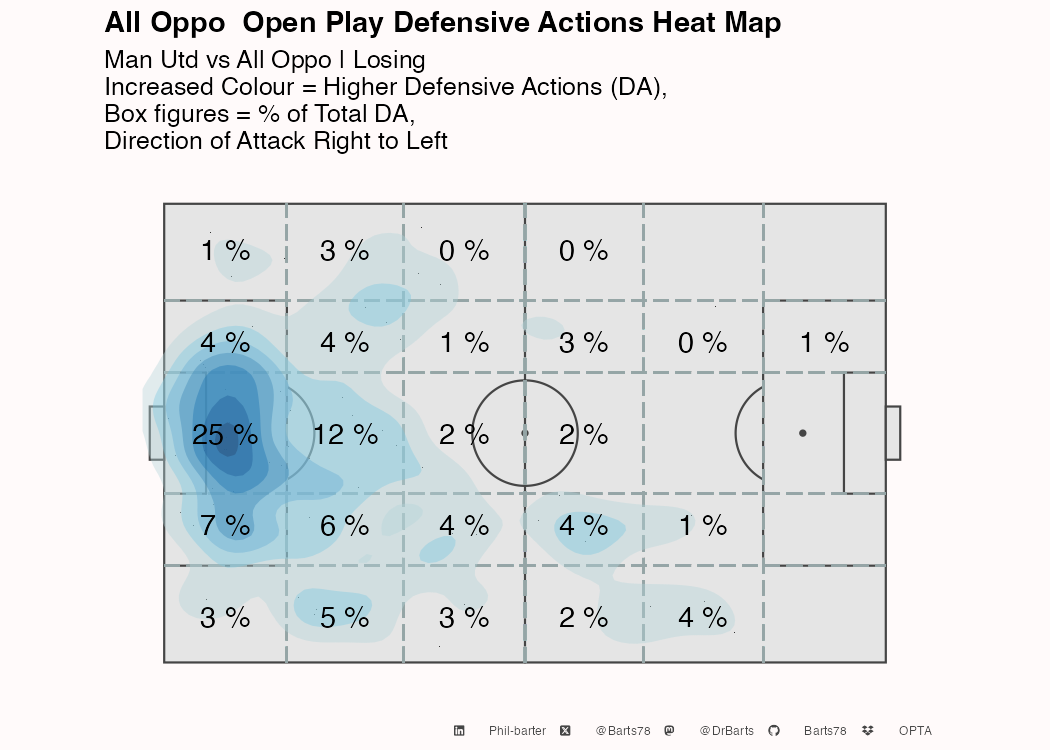 All Oppo  Open Play Defensive Actions Heat Map
Man Utd vs All Oppo | Losing
Increased Colour = Higher Defensive Actions (DA),
Box figures = % of Total DA,
Direction of Attack Right to Left
1 % 3 % 0 % 0 %
4 % 4 % 1 % 3 % 0 % 1 %
25 % 12 % 2 % 2 %
7 % 6 % 4 % 4 % 1 %
3 % 5 % 3 % 2 % 4 %
Phil-barter @Barts78 @DrBarts Barts78 OPTA